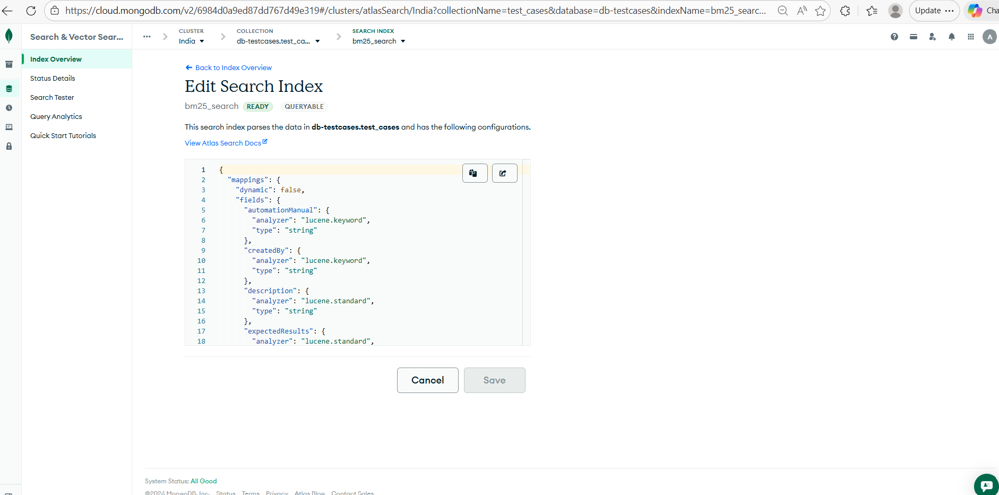 https://cloud.mongodb.com/v2/6984d0a9ed87dd767d49e319#/clusters/atlasSearch/India?collectionName=test_cases&database=db-testcases&indexName=bm25_searc...
Update
Cha
Search & Vector Sear...
CLUSTER
India
COLLECTION
db-testcases.test_ca...
SEARCH INDEX
bm25_search
A
Index Overview
Status Details
Search Tester
Query Analytics
Quick Start Tutorials
Back to Index Overview
Edit Search Index
bm25_search READY QUERYABLE
This search index parses the data in db-testcases.test_cases and has the following configurations.
View Atlas Search Docs
1 {
2 "mappings": {
3 "dynamic": false,
4 "fields": {
5 "automationManual": {
6 "analyzer": "lucene.keyword",
7 "type": "string"
8 },
9 "createdBy": {
10 "analyzer": "lucene.keyword",
11 "type": "string"
12 },
13 "description": {
14 "analyzer": "lucene.standard",
15 "type": "string"
16 },
17 "expectedResults": {
18 "analyzer": "lucene.standard",
Cancel Save
System Status: All Good
©2026 MongoDB, Inc. Status Terms Privacy Atlas Blog Contact Sales